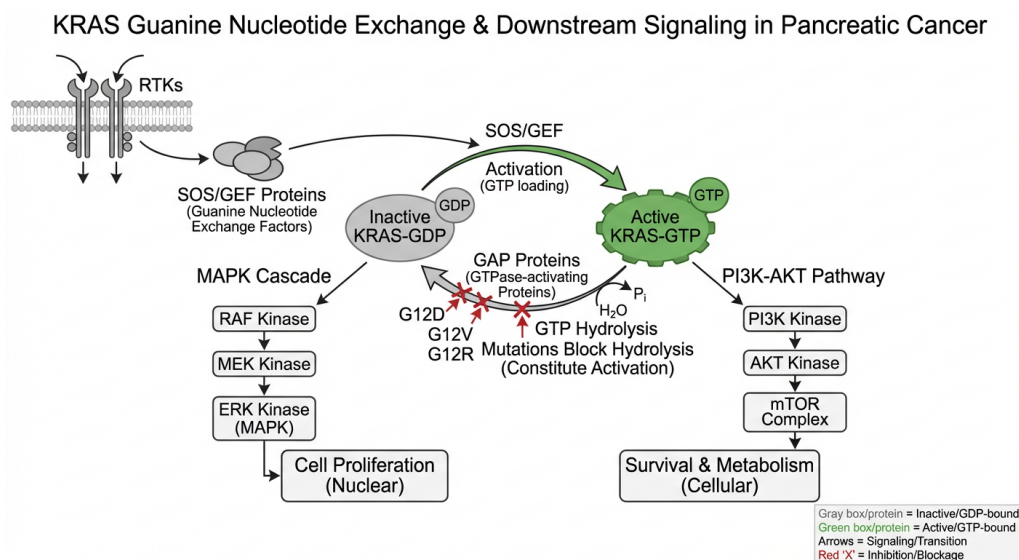 KRAS Guanine Nucleotide Exchange & Downstream Signaling in Pancreatic Cancer
RTKs
SOS/GEF Proteins
(Guanine Nucleotide
Exchange Factors)
SOS/GEF
Activation
(GTP loading)
GDP
Inactive
KRAS-GDP
GTP
Active
KRAS-GTP
GAP Proteins
(GTPase-activating
Proteins)
Pi
H2O
G12D
G12V
G12R
GTP Hydrolysis
Mutations Block Hydrolysis
(Constitute Activation)
MAPK Cascade
RAF Kinase
MEK Kinase
ERK Kinase
(MAPK)
Cell Proliferation
(Nuclear)
PI3K-AKT Pathway
PI3K Kinase
AKT Kinase
mTOR
Complex
Survival & Metabolism
(Cellular)
Gray box/protein = Inactive/GDP-bound
Green box/protein = Active/GTP-bound
Arrows = Signaling/Transition
Red 'X' = Inhibition/Blockage